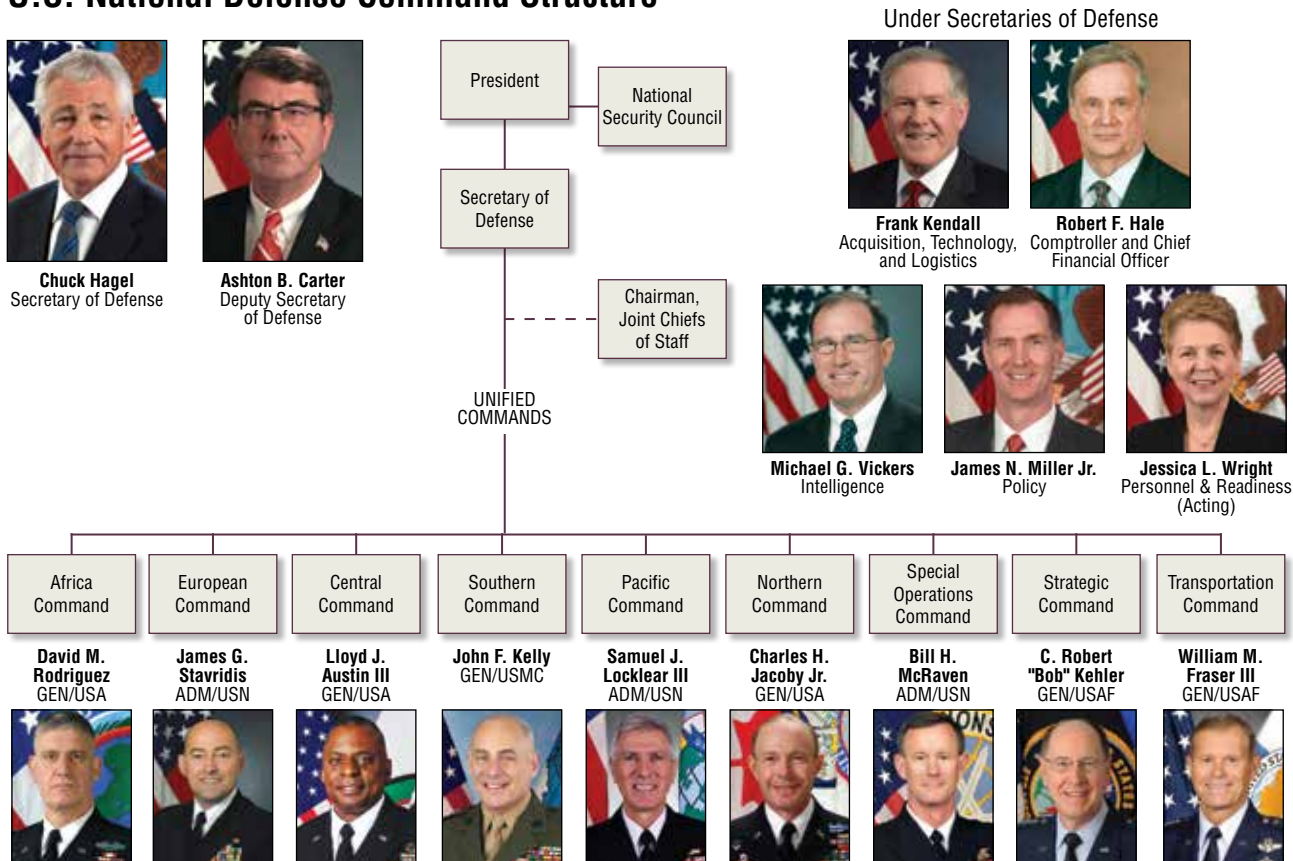 U.S. National Defense Command Structure
Under Secretaries of Defense
President
National
Security Council
Secretary of
Defense
Chairman,
Joint Chiefs
of Staff
UNIFIED
COMMANDS
Chuck Hagel
Secretary of Defense
Ashton B. Carter
Deputy Secretary
of Defense
Frank Kendall
Acquisition, Technology,
and Logistics
Robert F. Hale
Comptroller and Chief
Financial Officer
Michael G. Vickers
Intelligence
James N. Miller Jr.
Policy
Jessica L. Wright
Personnel & Readiness
(Acting)
Africa
Command
David M.
Rodriguez
GEN/USA
European
Command
James G.
Stavridis
ADM/USN
Central
Command
Lloyd J.
Austin III
GEN/USA
Southern
Command
John F. Kelly
GEN/USMC
Pacific
Command
Samuel J.
Locklear III
ADM/USN
Northern
Command
Charles H.
Jacoby Jr.
GEN/USA
Special
Operations
Command
Bill H.
McRaven
ADM/USN
Strategic
Command
C. Robert
"Bob" Kehler
GEN/USAF
Transportation
Command
William M.
Fraser III
GEN/USAF